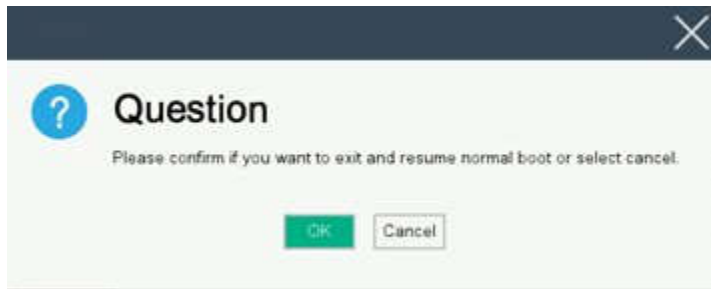 Question
Please confirm if you want to exit and resume normal boot or select cancel.
OK Cancel